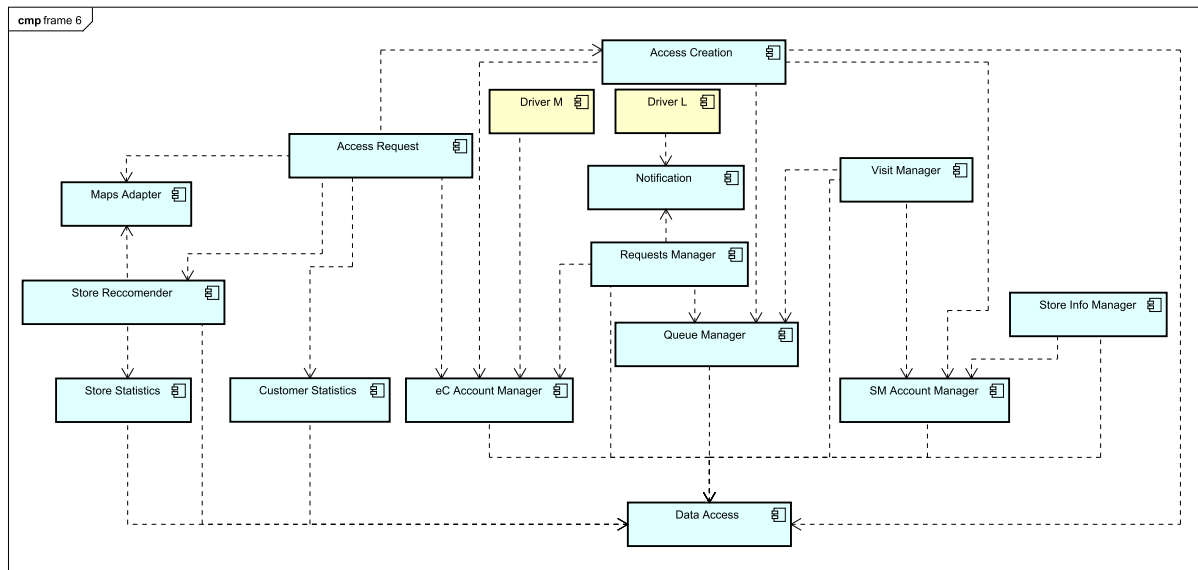 cmp frame 6
Access Creation
Driver M
Driver L
Access Request
Notification
Visit Manager
Maps Adapter
Requests Manager
Store Reccomender
Store Info Manager
Queue Manager
Store Statistics
Customer Statistics
eC Account Manager
SM Account Manager
Data Access